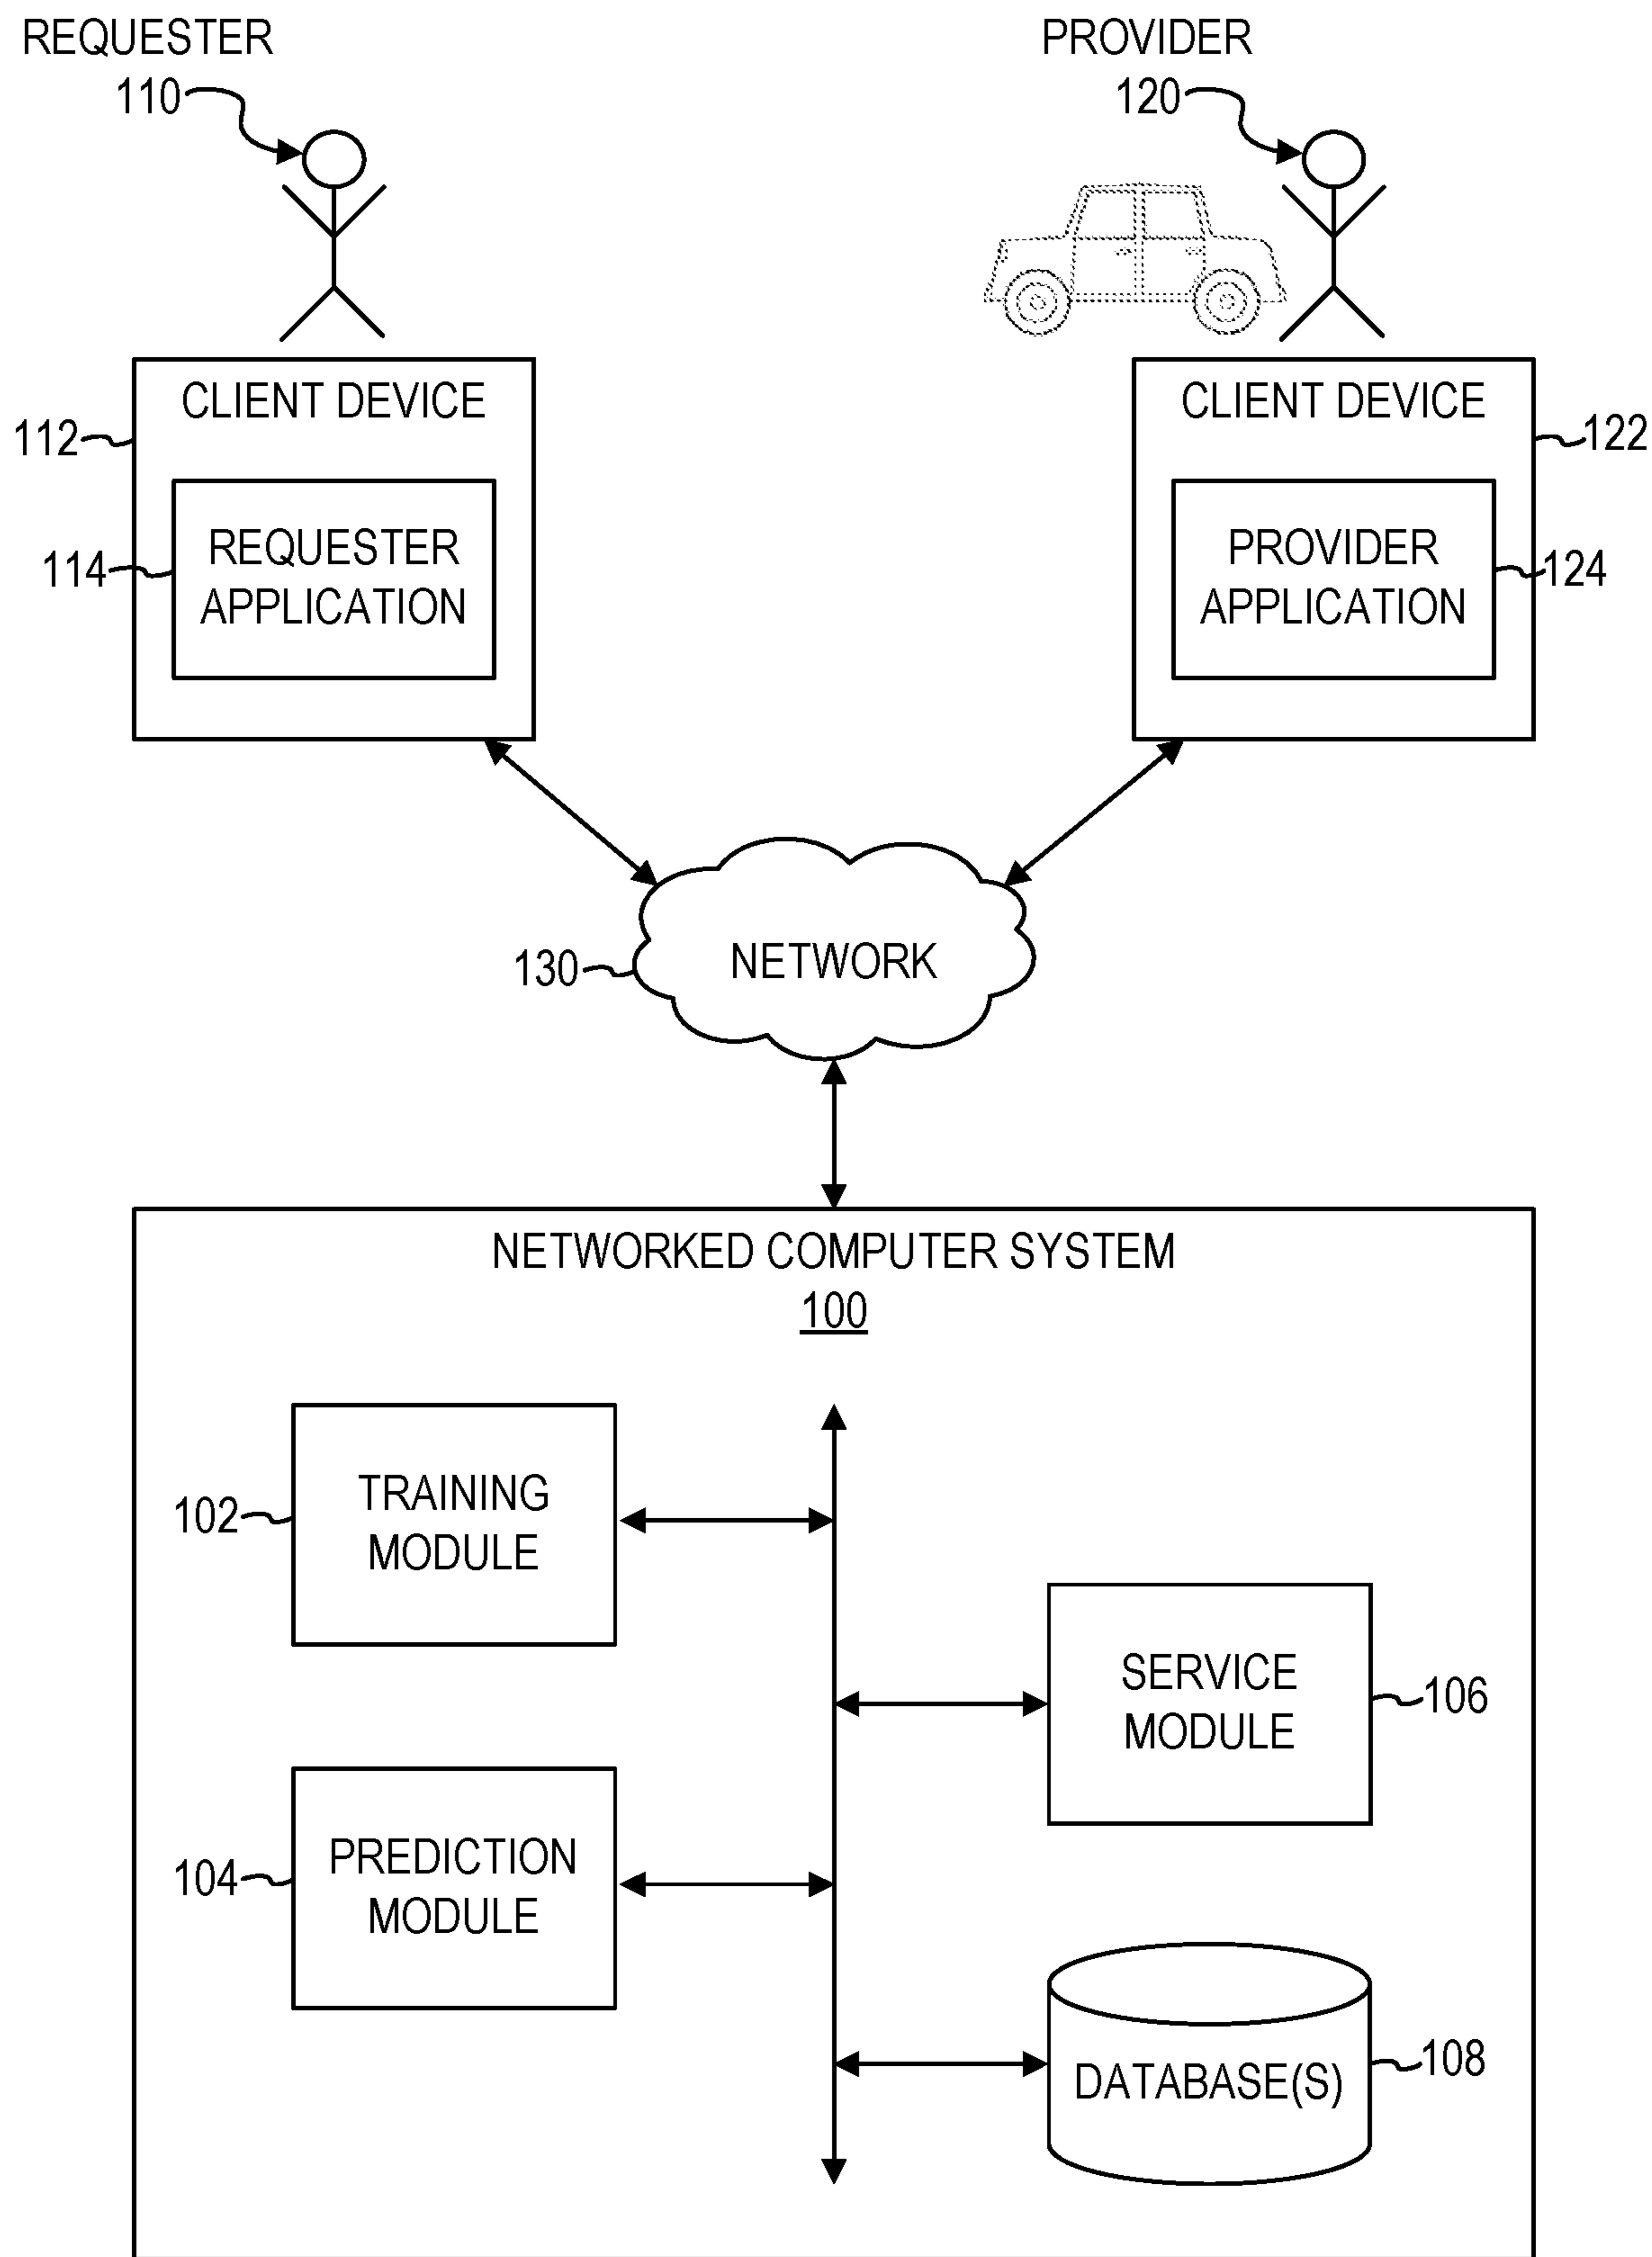 REQUESTER
110
PROVIDER
120
CLIENT DEVICE
112
REQUESTER
APPLICATION
114
CLIENT DEVICE
122
PROVIDER
APPLICATION
124
NETWORK
130
NETWORKED COMPUTER SYSTEM
100
TRAINING
MODULE
102
SERVICE
MODULE
106
PREDICTION
MODULE
104
DATABASE(S)
108